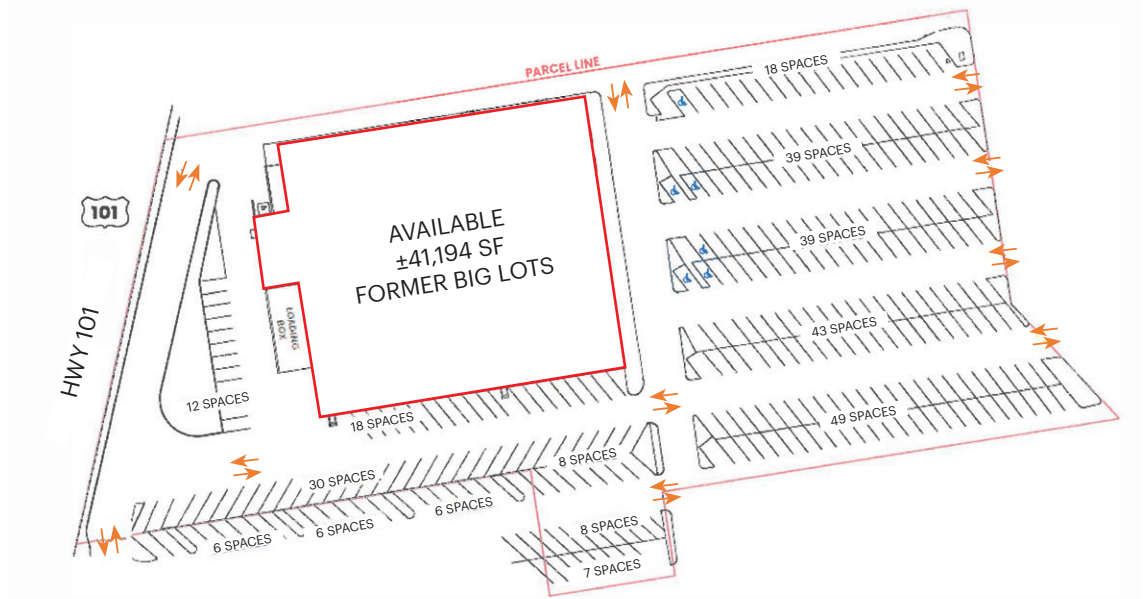 PARCEL LINE
18 SPACES
39 SPACES
101
AVAILABLE
±41,194 SF
FORMER BIG LOTS
39 SPACES
HWY 101
LOADING
BOX
43 SPACES
12 SPACES
18 SPACES
49 SPACES
30 SPACES
8 SPACES
6 SPACES
6 SPACES
6 SPACES
8 SPACES
7 SPACES